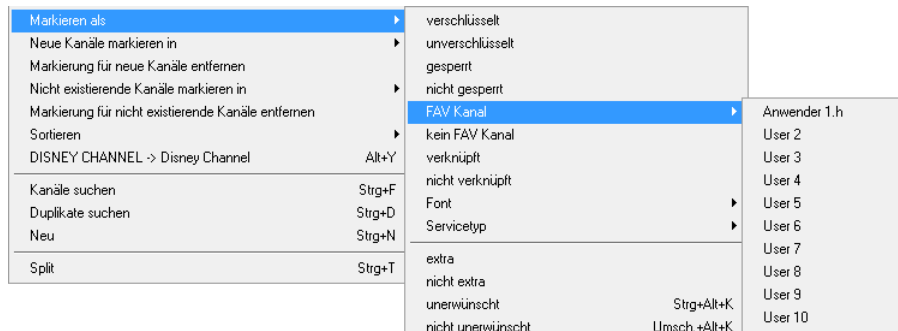 Markieren als
Neue Kanäle markieren in
Markierung für neue Kanäle entfernen
Nicht existierende Kanäle markieren in
Markierung für nicht existierende Kanäle entfernen
Sortieren
DISNEY CHANNEL -> Disney Channel Alt+Y
Kanäle suchen Strg+F
Duplikate suchen Strg+D
Neu Strg+N
Split Strg+T
verschlüsselt
unverschlüsselt
gesperrt
nicht gesperrt
FAV Kanal
kein FAV Kanal
verknüpft
nicht verknüpft
Font
Servicetyp
extra
nicht extra
unerwünscht Strg+Alt+K
nicht unerwünscht Umsch.+Alt+K
Anwender 1.h
User 2
User 3
User 4
User 5
User 6
User 7
User 8
User 9
User 10